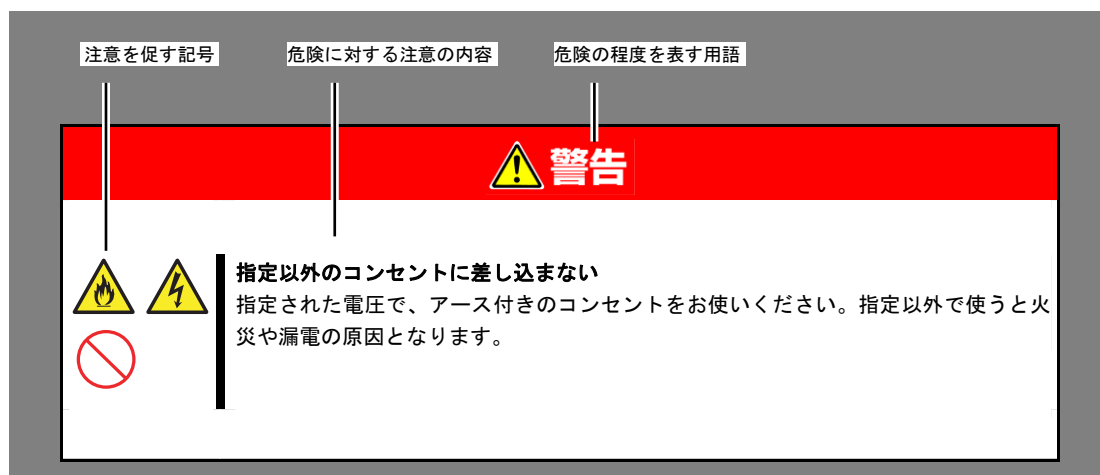 注意を促す記号
危険に対する注意の内容
危険の程度を表す用語
警告
指定以外のコンセントに差し込まない
指定された電圧で、アース付きのコンセントをお使いください。指定以外で使うと火
災や漏電の原因となります。